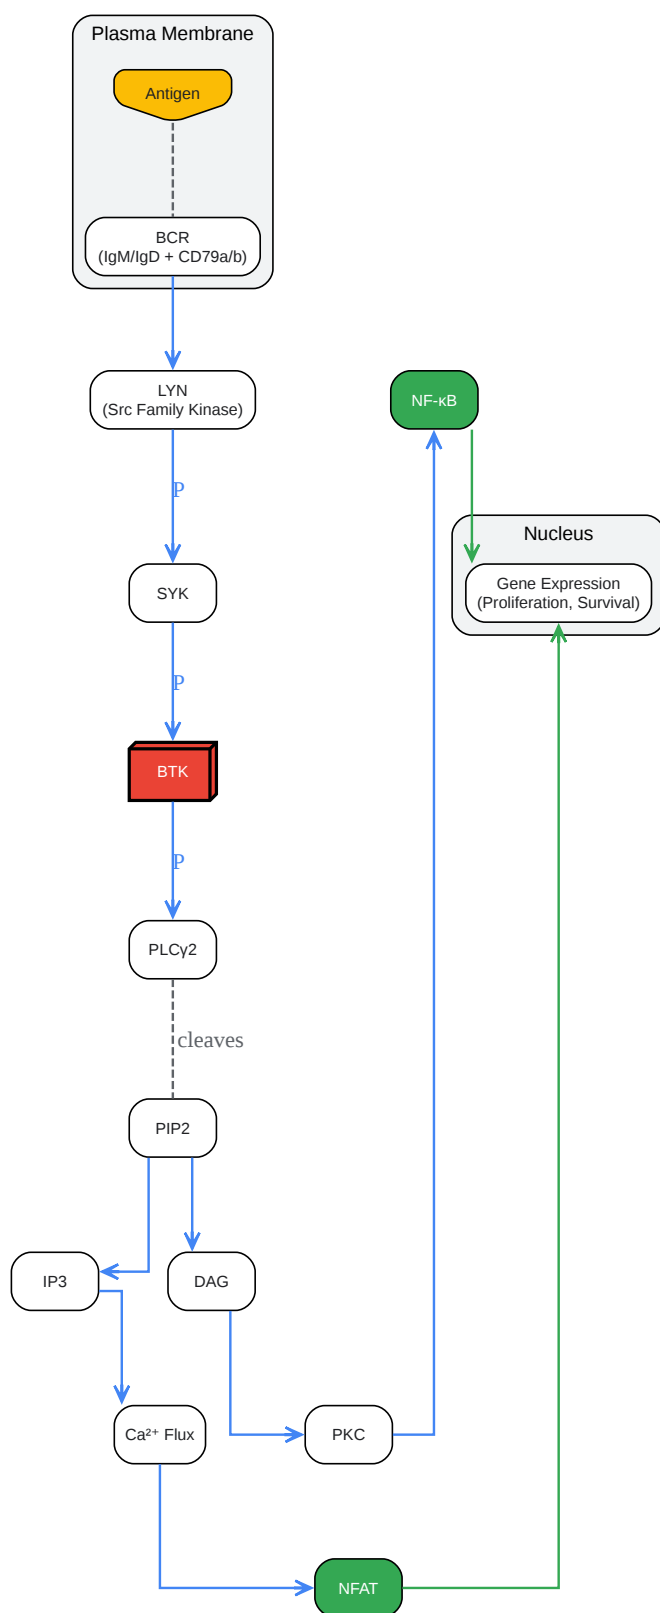 Plasma Membrane
Antigen
BCR
(IgM/IgD + CD79a/b)
LYN
(Src Family Kinase)
NF-κB
P
Nucleus
Gene Expression
(Proliferation, Survival)
SYK
P
BTK
P
PLCγ2
cleaves
PIP2
IP3
DAG
Ca²⁺ Flux
PKC
NFAT